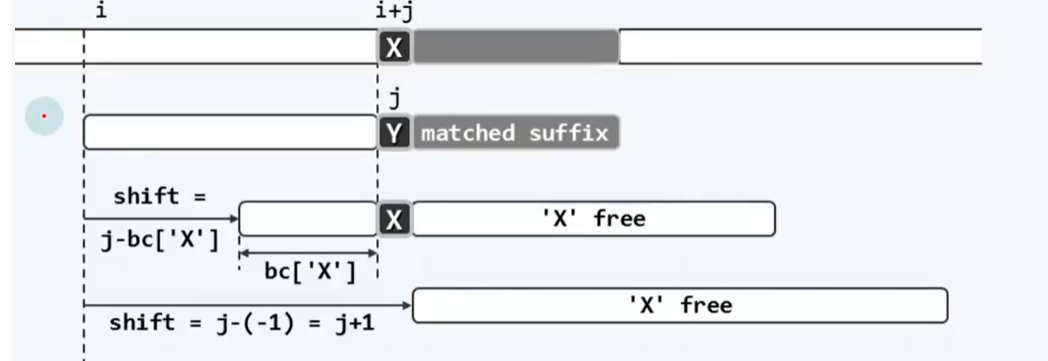 i i+j
X
j
Y matched suffix
shift =
X 'X' free
j-bc['X']
bc['X']
'X' free
shift = j-(-1) = j+1